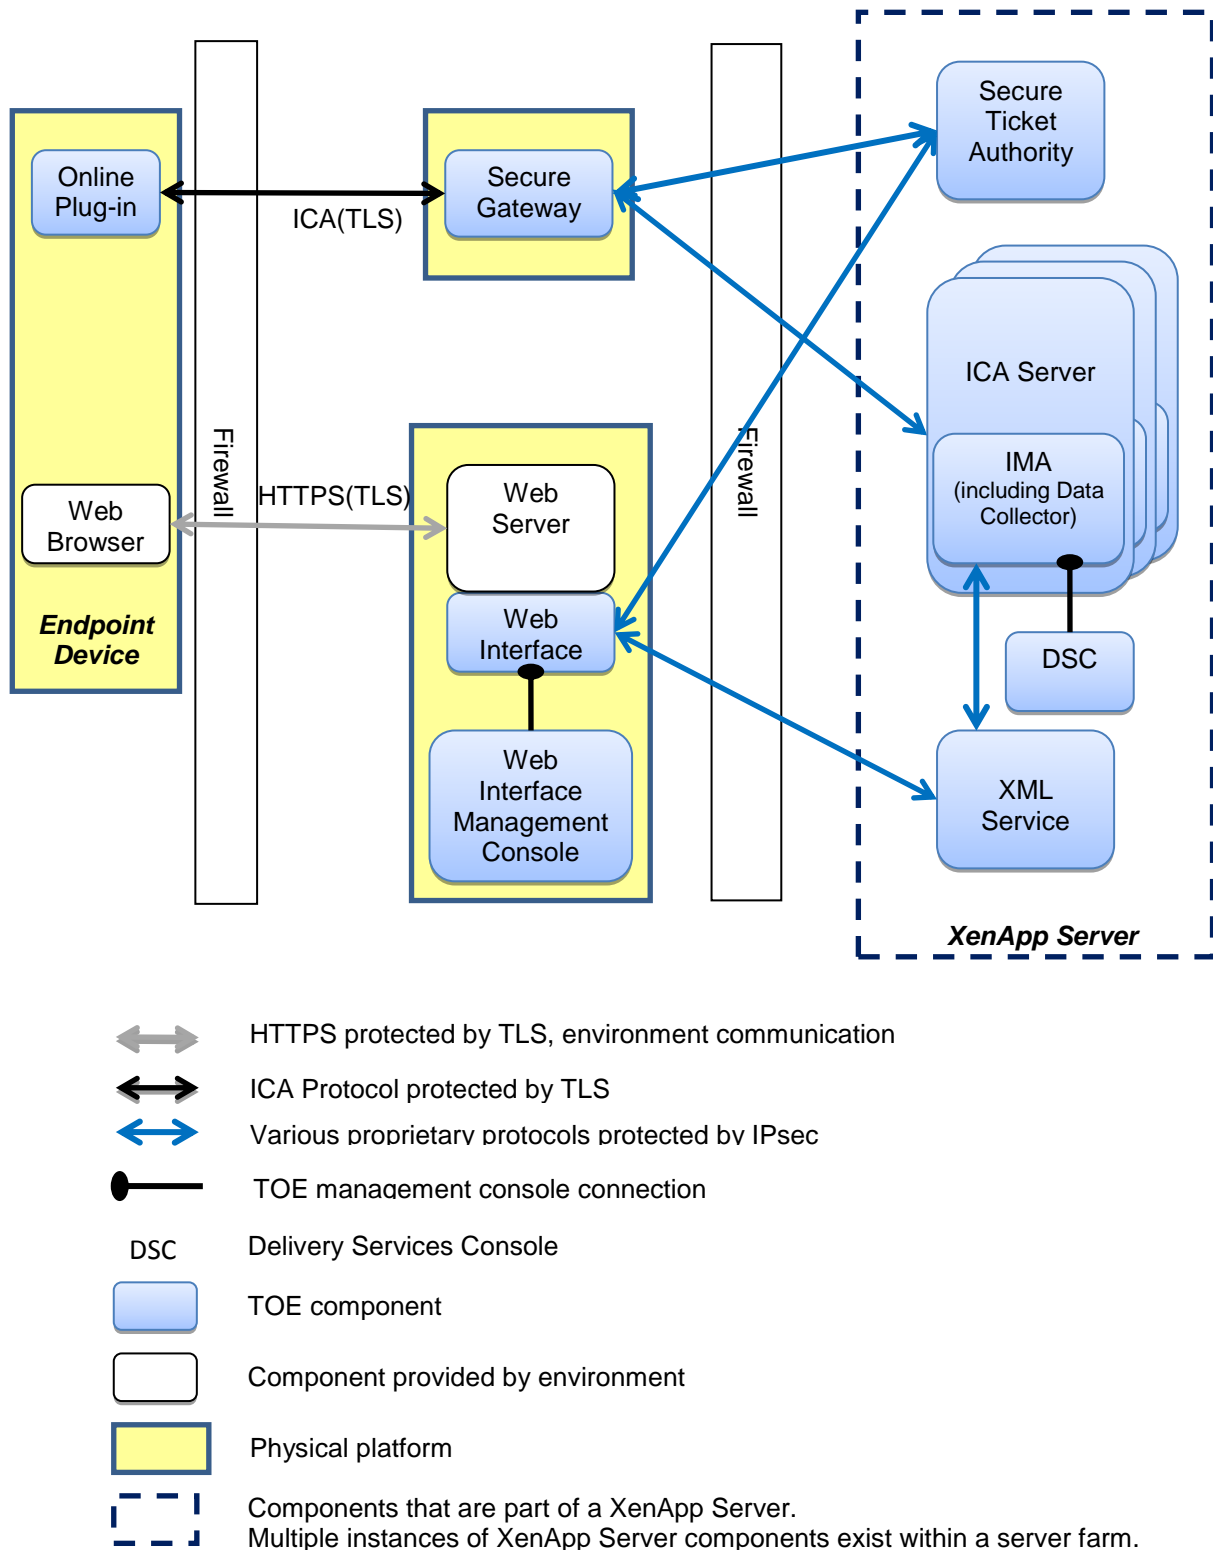 Secure
Ticket
Authority
Online
Plug-in
Secure
Gateway
ICA(TLS)
ICA Server
IMA
(including Data
Collector)
Firewall
Firewall
HTTPS(TLS)
Web
Server
Web
Browser
Endpoint
Device
Web
Interface
DSC
Web
Interface
Management
Console
XML
Service
XenApp Server
HTTPS protected by TLS, environment communication
ICA Protocol protected by TLS
Various proprietary protocols protected by IPsec
TOE management console connection
DSC Delivery Services Console
TOE component
Component provided by environment
Physical platform
Components that are part of a XenApp Server.
Multiple instances of XenApp Server components exist within a server farm.